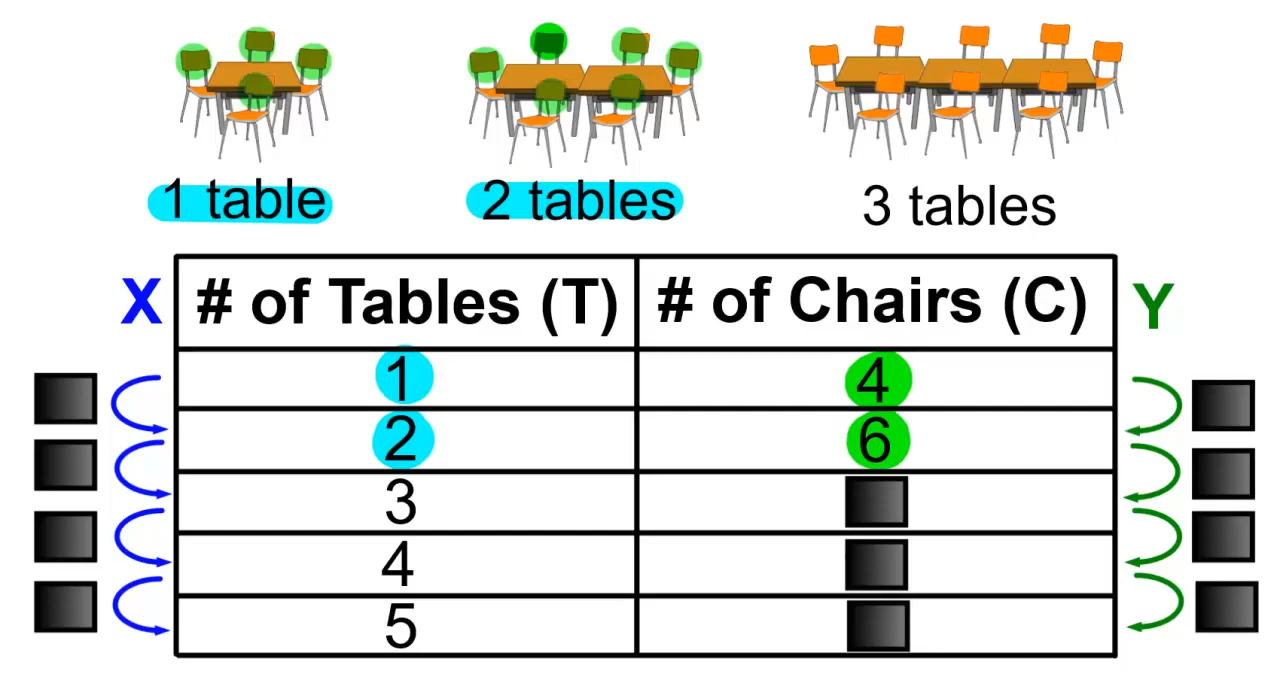 1 table
2 tables
3 tables
X
# of Tables (T)
# of Chairs (C)
Y
1
4
2
6
3
4
5